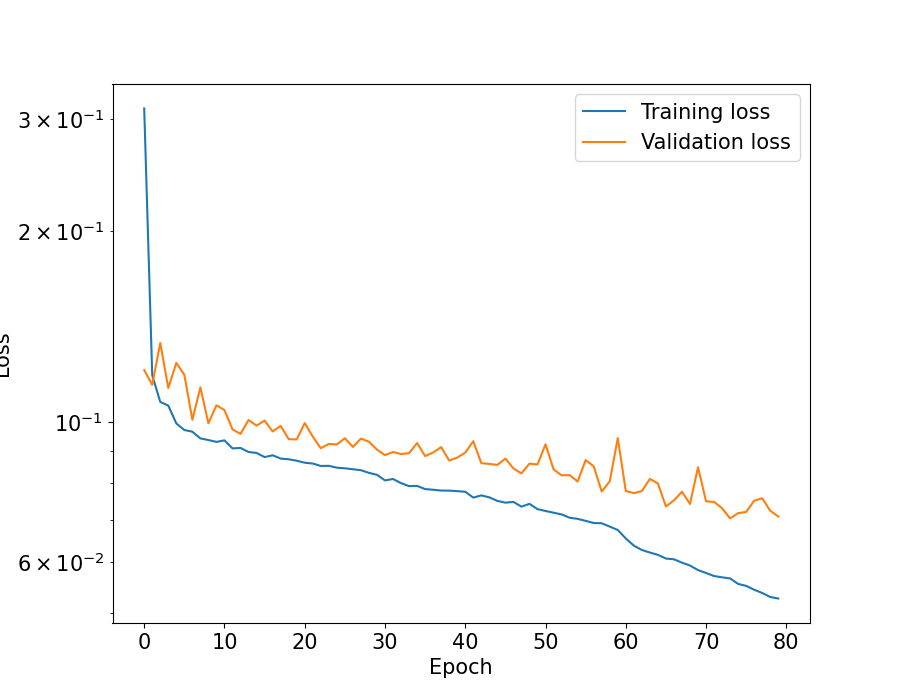 3 × 10⁻¹
2 × 10⁻¹
10⁻¹
6 × 10⁻²
Loss
Training loss
Validation loss
0 10 20 30 40 50 60 70 80
Epoch